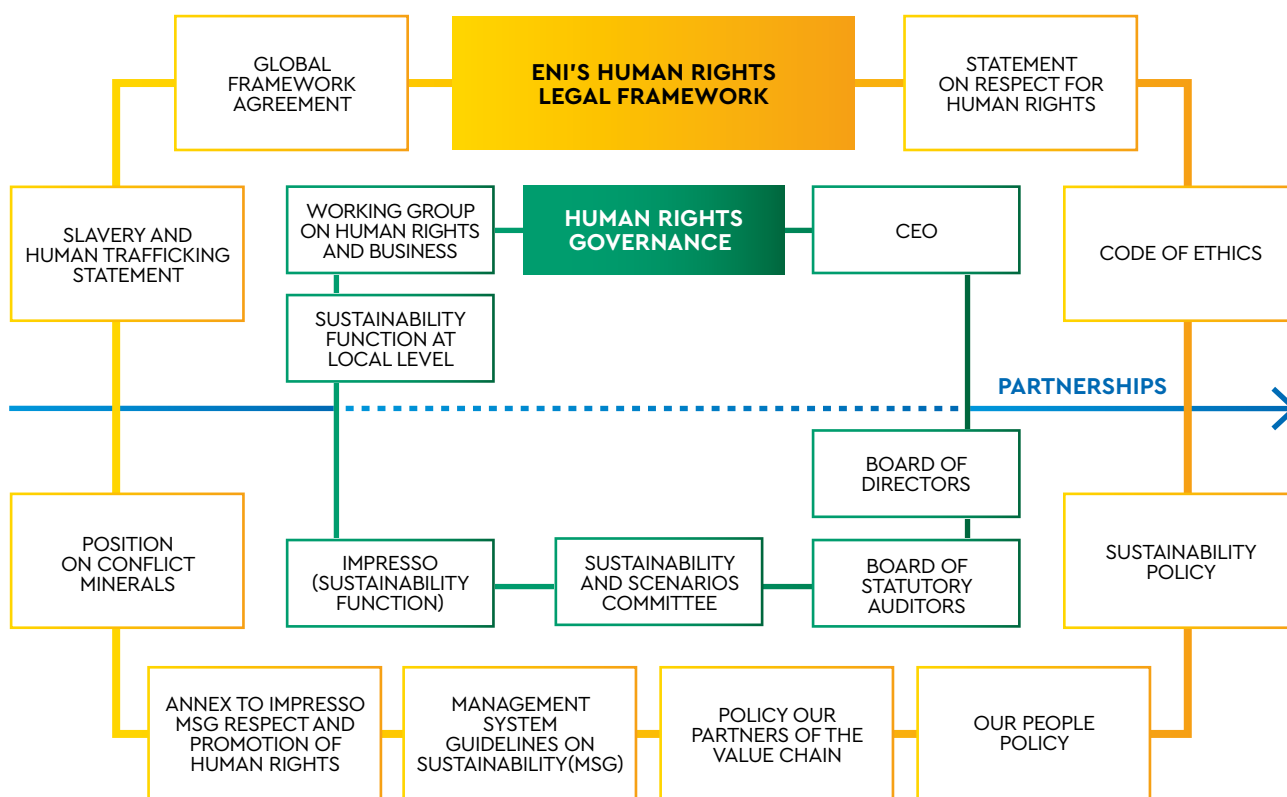 GLOBAL
FRAMEWORK
AGREEMENT
ENI'S HUMAN RIGHTS
LEGAL FRAMEWORK
STATEMENT
ON RESPECT FOR
HUMAN RIGHTS
SLAVERY AND
HUMAN TRAFFICKING
STATEMENT
WORKING GROUP
ON HUMAN RIGHTS
AND BUSINESS
HUMAN RIGHTS
GOVERNANCE
CEO
CODE OF ETHICS
SUSTAINABILITY
FUNCTION AT
LOCAL LEVEL
PARTNERSHIPS
BOARD OF
DIRECTORS
POSITION
ON CONFLICT
MINERALS
IMPRESSO
(SUSTAINABILITY
FUNCTION)
SUSTAINABILITY
AND SCENARIOS
COMMITTEE
BOARD OF
STATUTORY
AUDITORS
SUSTAINABILITY
POLICY
ANNEX TO IMPRESSO
MSG RESPECT AND
PROMOTION OF
HUMAN RIGHTS
MANAGEMENT
SYSTEM
GUIDELINES ON
SUSTAINABILITY(MSG)
POLICY OUR
PARTNERS OF THE
VALUE CHAIN
OUR PEOPLE
POLICY